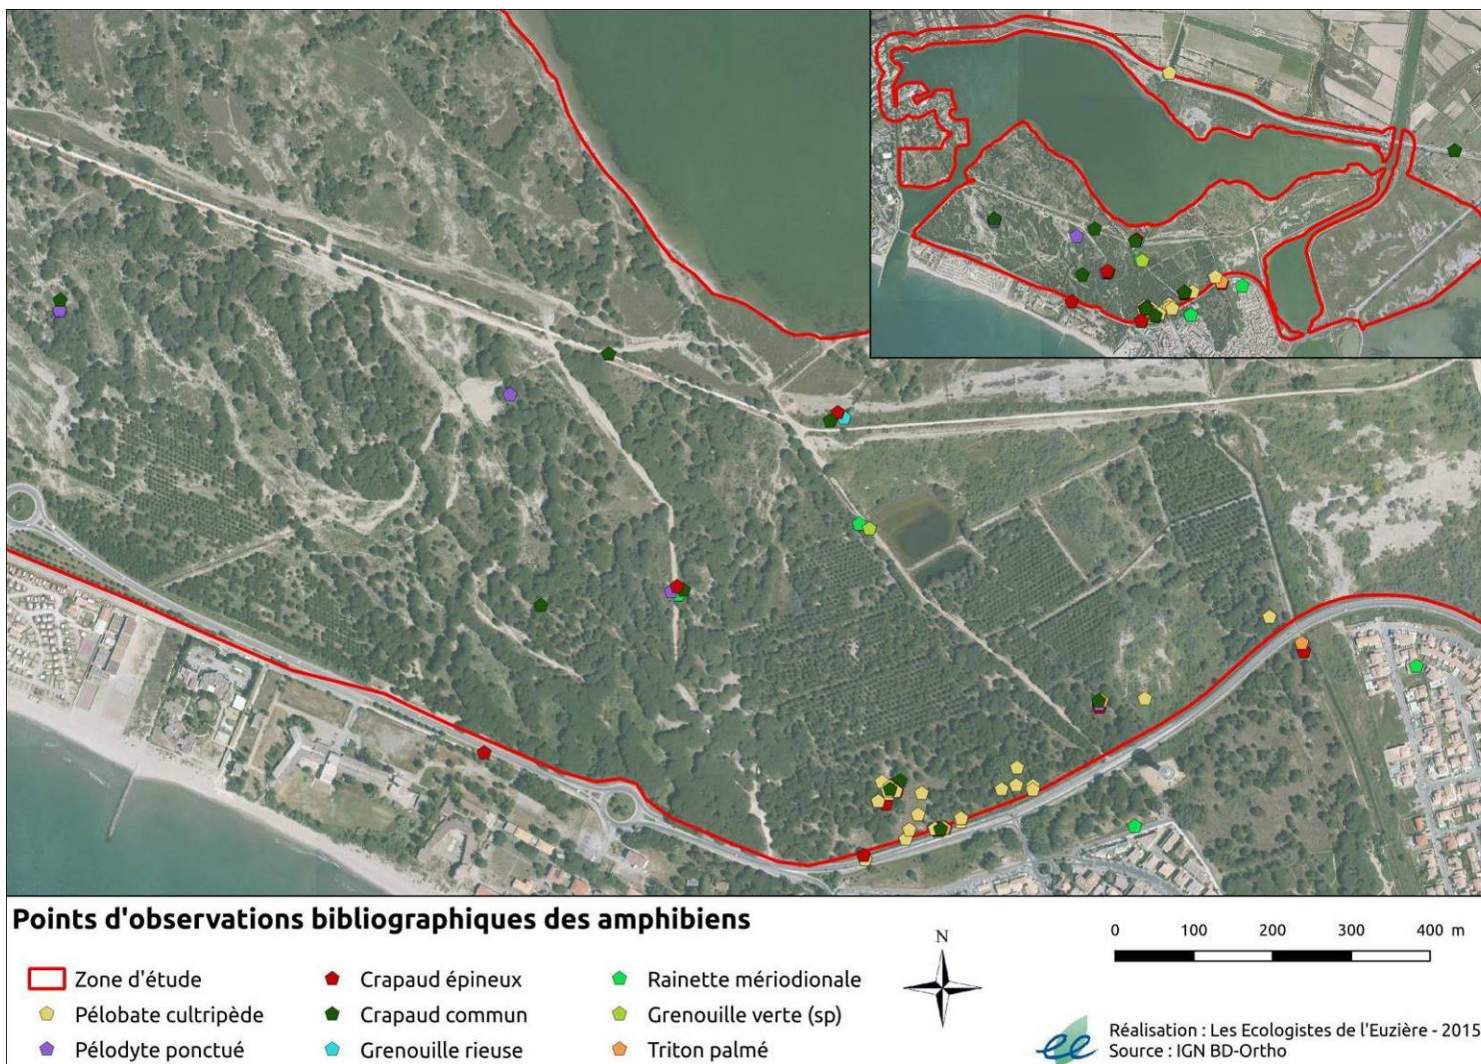 Points d'observations bibliographiques des amphibiens
Zone d'étude
Pélobate cultripède
Pélodyte ponctué
Crapaud épineux
Crapaud commun
Grenouille rieuse
Rainette mériodionale
Grenouille verte (sp)
Triton palmé
N
0 100 200 300 400 m
ee
Réalisation : Les Ecologistes de l'Euzière - 2015
Source : IGN BD-Ortho